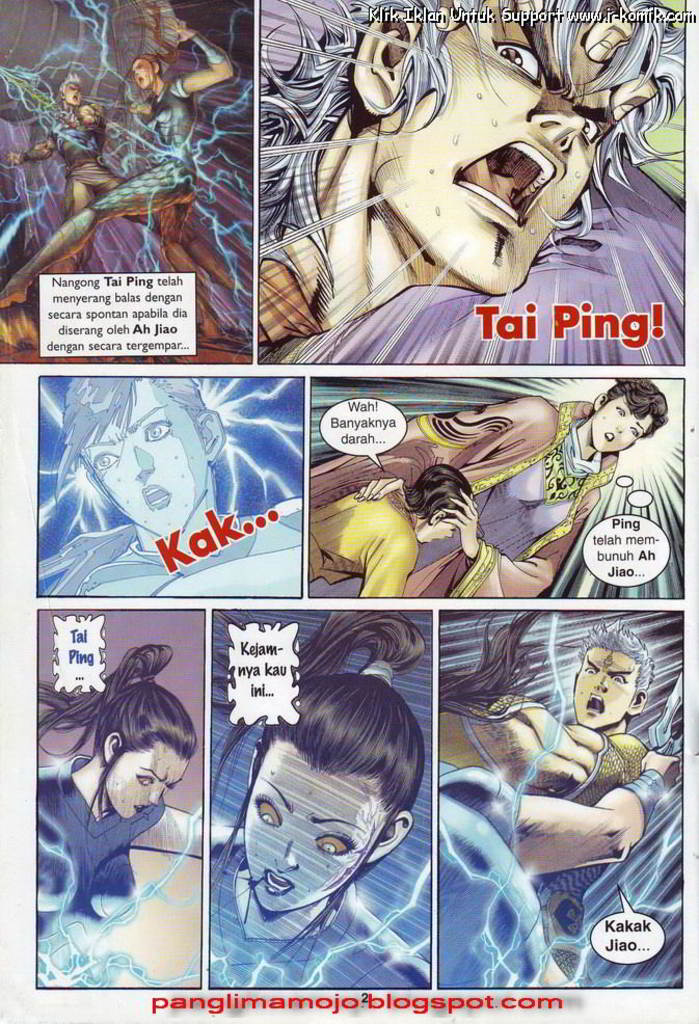 Klik Iklan Untuk Support www.i-komik.com
Nangong Tai Ping telah
menyerang balas dengan
secara spontan apabila dia
diserang oleh Ah Jiao
dengan secara tergempar...
Tai Ping!
Kak...
Wah!
Banyaknya
darah...
Ping
telah mem-
bunuh Ah
Jiao...
Tai
Ping
...
Kejam-
nya kau
ini...
Kakak
Jiao...
2
panglimamojo.blogspot.com